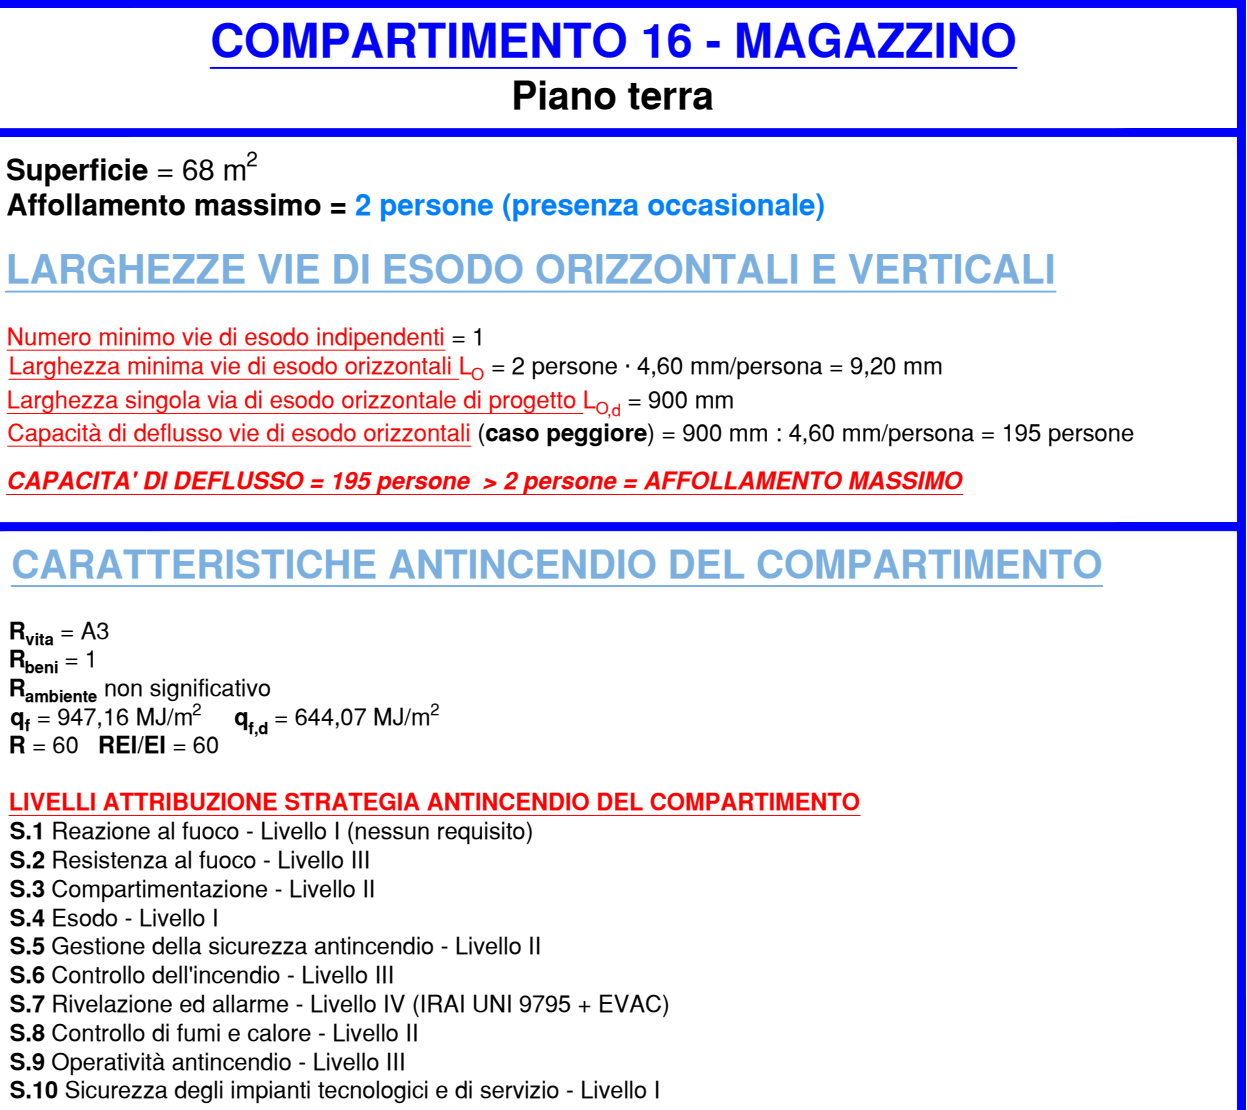 COMPARTIMENTO 16 - MAGAZZINO
Piano terra
Superficie = 68 m²
Affollamento massimo = 2 persone (presenza occasionale)
LARGHEZZE VIE DI ESODO ORIZZONTALI E VERTICALI
Numero minimo vie di esodo indipendenti = 1
Larghezza minima vie di esodo orizzontali L_O = 2 persone · 4,60 mm/persona = 9,20 mm
Larghezza singola via di esodo orizzontale di progetto L_O,d = 900 mm
Capacità di deflusso vie di esodo orizzontali (caso peggiore) = 900 mm : 4,60 mm/persona = 195 persone
CAPACITA' DI DEFLUSSO = 195 persone > 2 persone = AFFOLLAMENTO MASSIMO
CARATTERISTICHE ANTINCENDIO DEL COMPARTIMENTO
R_vita = A3
R_beni = 1
R_ambiente non significativo
q_f = 947,16 MJ/m² q_f,d = 644,07 MJ/m²
R = 60 REI/EI = 60
LIVELLI ATTRIBUZIONE STRATEGIA ANTINCENDIO DEL COMPARTIMENTO
S.1 Reazione al fuoco - Livello I (nessun requisito)
S.2 Resistenza al fuoco - Livello III
S.3 Compartimentazione - Livello II
S.4 Esodo - Livello I
S.5 Gestione della sicurezza antincendio - Livello II
S.6 Controllo dell'incendio - Livello III
S.7 Rivelazione ed allarme - Livello IV (IRAI UNI 9795 + EVAC)
S.8 Controllo di fumi e calore - Livello II
S.9 Operatività antincendio - Livello III
S.10 Sicurezza degli impianti tecnologici e di servizio - Livello I